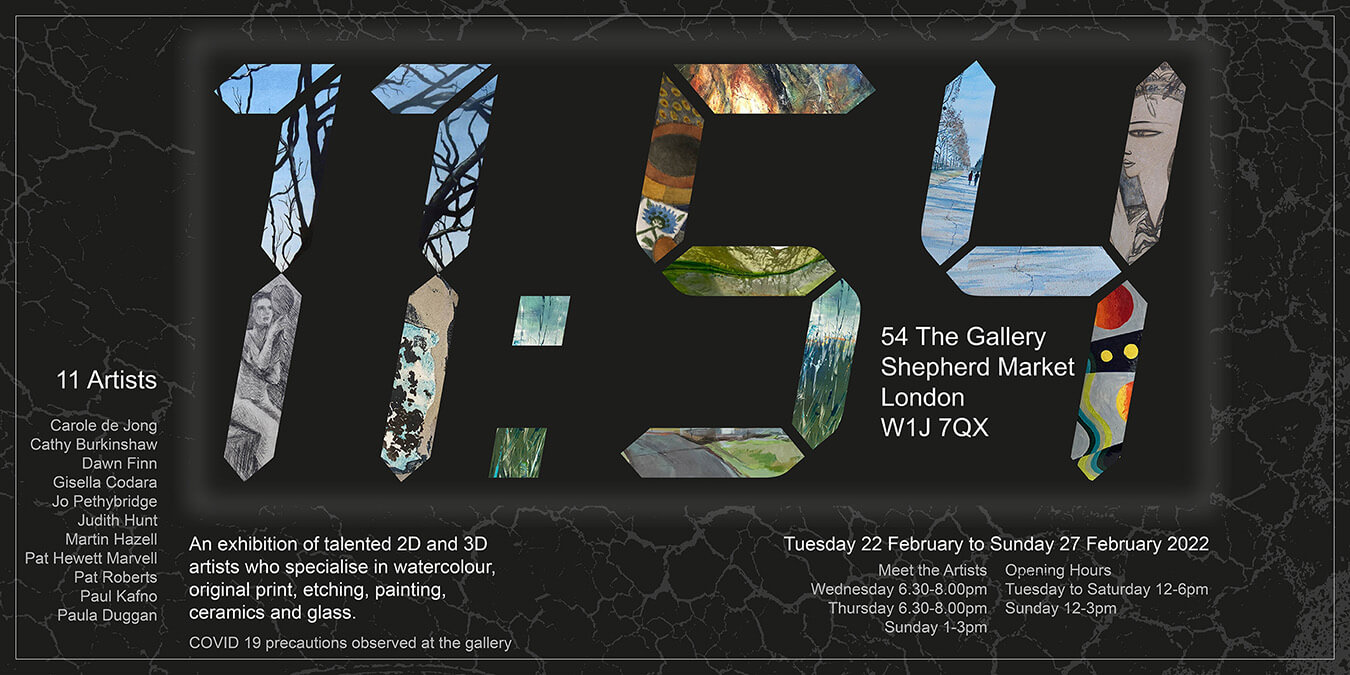 11:54
54 The Gallery
Shepherd Market
London
W1J 7QX
11 Artists
Carole de Jong
Cathy Burkinshaw
Dawn Finn
Gisella Codara
Jo Pethybridge
Judith Hunt
Martin Hazell
Pat Hewett Marvell
Pat Roberts
Paul Kafno
Paula Duggan
An exhibition of talented 2D and 3D
artists who specialise in watercolour,
original print, etching, painting,
ceramics and glass.
COVID 19 precautions observed at the gallery
Tuesday 22 February to Sunday 27 February 2022
Meet the Artists
Wednesday 6.30-8.00pm
Thursday 6.30-8.00pm
Sunday 1-3pm
Opening Hours
Tuesday to Saturday 12-6pm
Sunday 12-3pm